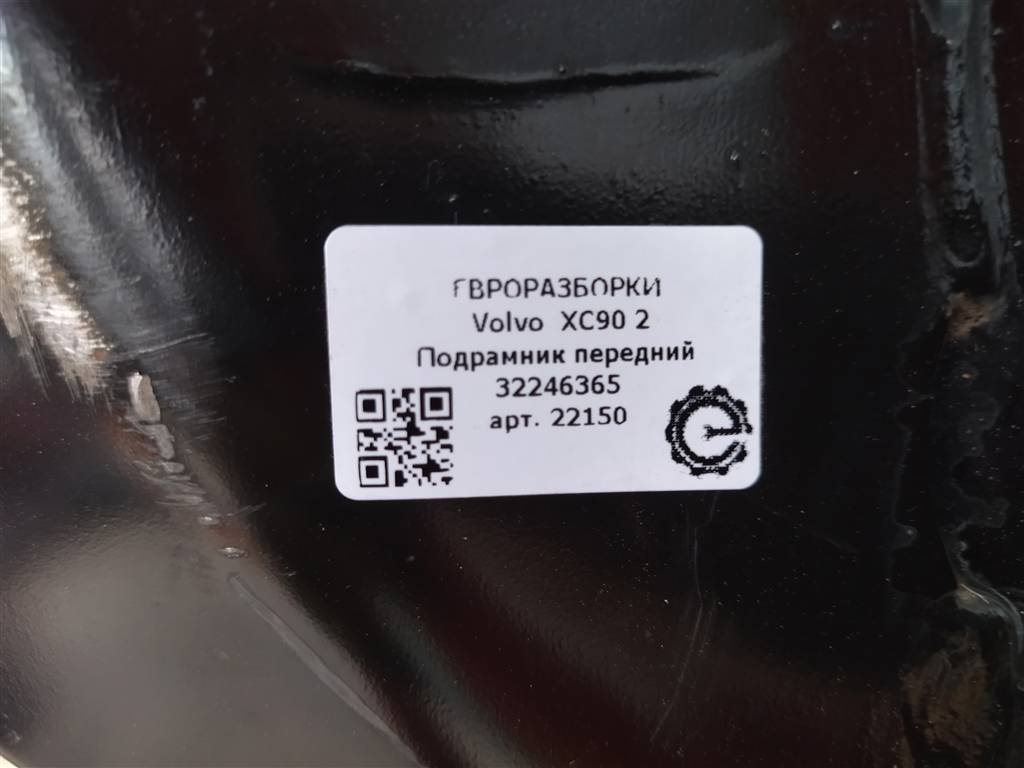 ЕВРОРАЗБОРКИ
Volvo XC90 2
Подрамник передний
32246365
арт. 22150